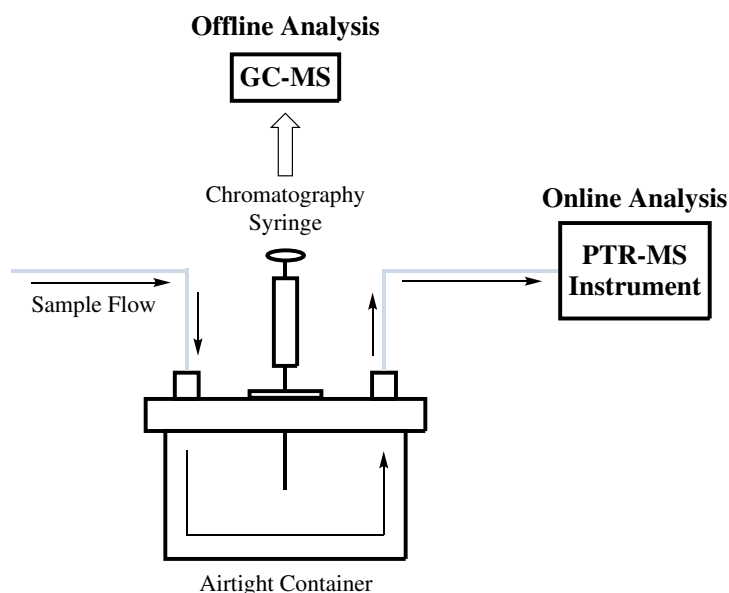 Offline Analysis
GC-MS
Chromatography
Syringe
Online Analysis
PTR-MS
Instrument
Sample Flow
Airtight Container